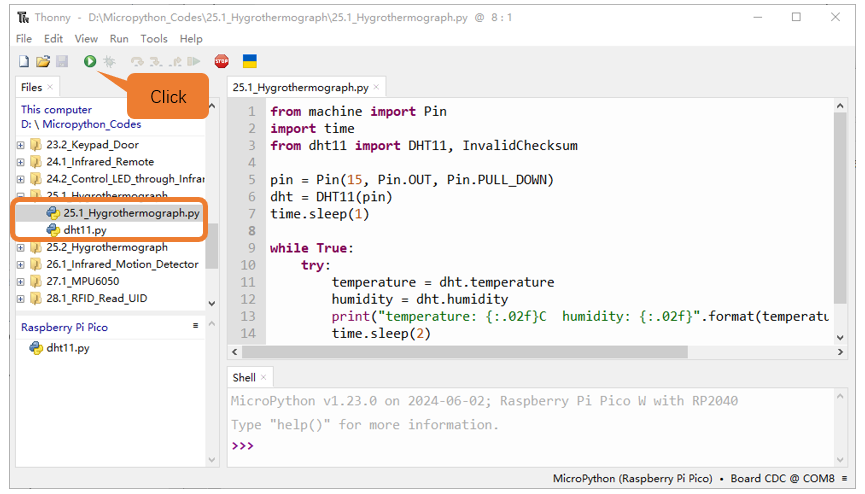 Thonny - D:\Micropython_Codes\25.1_Hygrothermograph\25.1_Hygrothermograph.py @ 8 : 1
File Edit View Run Tools Help
STOP
Click
Files ×
This computer
D: \ Micropython_Codes
23.2_Keypad_Door
24.1_Infrared_Remote
24.2_Control_LED_through_Infrar
25.1_Hygrothermograph
25.1_Hygrothermograph.py
dht11.py
25.2_Hygrothermograph
26.1_Infrared_Motion_Detector
27.1_MPU6050
28.1_RFID_Read_UID
Raspberry Pi Pico
dht11.py
25.1_Hygrothermograph.py ×
1 from machine import Pin
2 import time
3 from dht11 import DHT11, InvalidChecksum
4
5 pin = Pin(15, Pin.OUT, Pin.PULL_DOWN)
6 dht = DHT11(pin)
7 time.sleep(1)
8
9 while True:
10 try:
11 temperature = dht.temperature
12 humidity = dht.humidity
13 print("temperature: {:.02f}C  humidity: {:.02f}".format(temperatu
14 time.sleep(2)
Shell ×
MicroPython v1.23.0 on 2024-06-02; Raspberry Pi Pico W with RP2040
Type "help()" for more information.
>>>
MicroPython (Raspberry Pi Pico) • Board CDC @ COM8 ≡